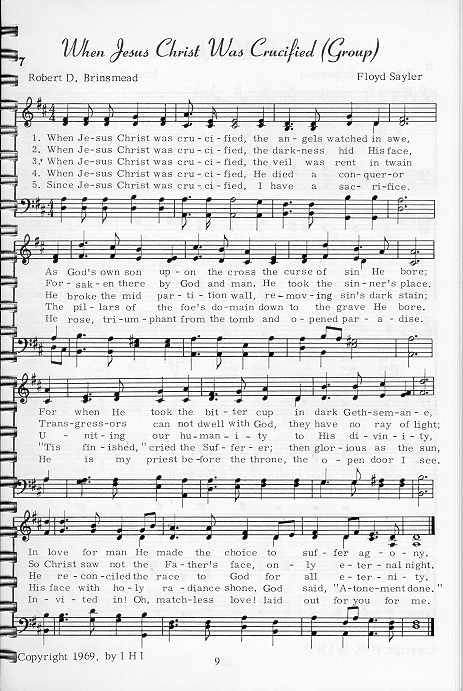 When Jesus Christ Was Crucified (Group)
7
Robert D. Brinsmead Floyd Sayler
1. When Je-sus Christ was cru-ci-fied, the an-gels watched in awe,
2. When Je-sus Christ was cru-ci-fied, the dark-ness hid His face,
3. When Je-sus Christ was cru-ci-fied, the veil was rent in twain
4. When Je-sus Christ was cru-ci-fied, He died a con-quer-or
5. Since Je-sus Christ was cru-ci-fied, I have a sac-ri-fice.
As God's own son up-on the cross the curse of sin He bore;
For-sak-en there by God and man, He took the sin-ner's place.
He broke the mid par-ti-tion wall, re-mov-ing sin's dark stain;
The pil-lars of the foe's do-main down to the grave He bore.
He rose, tri-um-phant from the tomb and o-pened par-a-dise.
For when He took the bit-ter cup in dark Geth-sem-an-e,
Trans-gress-ors can not dwell with God, they have no ray of light;
U-nit-ing our hu-man-i-ty to His di-vin-i-ty,
"Tis fin-ished," cried the Suf-fer-er; then glor-ious as the sun,
He is my priest be-fore the throne, the o-pen door I see.
In love for man He made the choice to suf-fer ag-o-ny.
So Christ saw not the Fa-ther's face, on-ly e-ter-nal night.
He re-con-ciled the race to God for all e-ter-ni-ty.
His face with ho-ly ra-diance shone. God said, "A-tone-ment done."
In-vi-ted in! Oh, match-less love! laid out for you for me.
Copyright 1969, by I H I
9